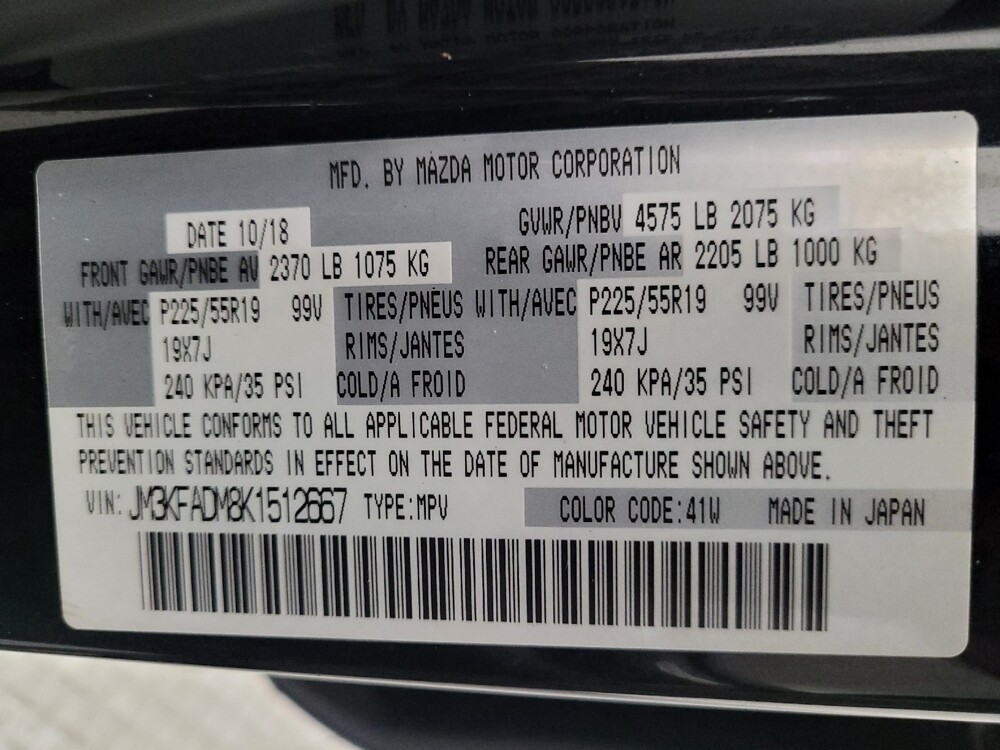 MFD. BY MAZDA MOTOR CORPORATION
DATE 10/18 GVWR/PNBV 4575 LB 2075 KG
FRONT GAWR/PNBE AV 2370 LB 1075 KG REAR GAWR/PNBE AR 2205 LB 1000 KG
WITH/AVEC P225/55R19 99V TIRES/PNEUS WITH/AVEC P225/55R19 99V TIRES/PNEUS
19X7J RIMS/JANTES 19X7J RIMS/JANTES
240 KPA/35 PSI COLD/A FROID 240 KPA/35 PSI COLD/A FROID
THIS VEHICLE CONFORMS TO ALL APPLICABLE FEDERAL MOTOR VEHICLE SAFETY AND THEFT
PREVENTION STANDARDS IN EFFECT ON THE DATE OF MANUFACTURE SHOWN ABOVE.
VIN: JM3KFADM8K1512667 TYPE:MPV COLOR CODE:41W MADE IN JAPAN